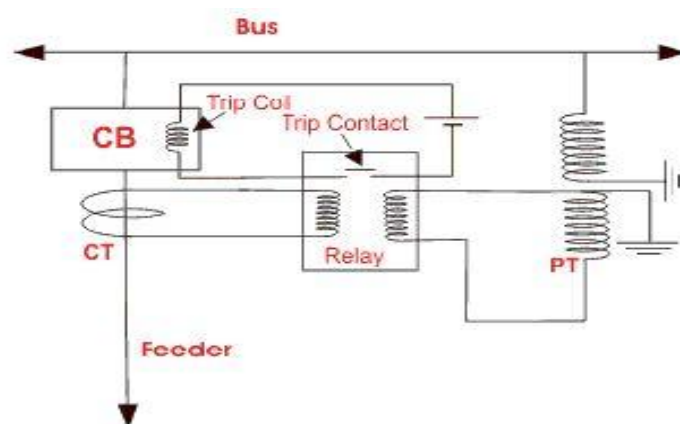 Bus
Trip Coil
Trip Contact
CB
Relay
CT
PT
Feeder